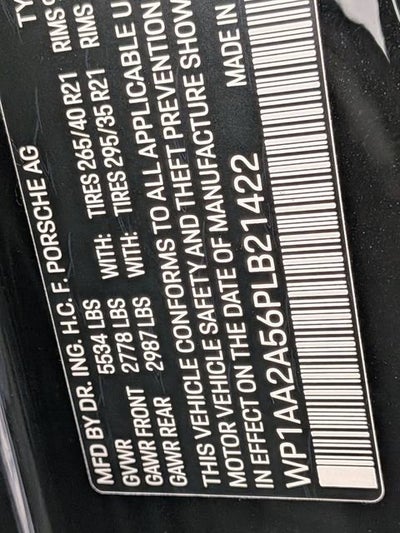 MFD BY DR. ING. H.C. F. PORSCHE AG TY
GVWR 5534 LBS WITH: TIRES 265/40 R21 RIMS
GAWR FRONT 2778 LBS WITH: TIRES 295/35 R21 RIMS
GAWR REAR 2987 LBS
THIS VEHICLE CONFORMS TO ALL APPLICABLE U
MOTOR VEHICLE SAFETY AND THEFT PREVENTION
IN EFFECT ON THE DATE OF MANUFACTURE SHOW
WP1AA2A56PLB21422 MADE IN